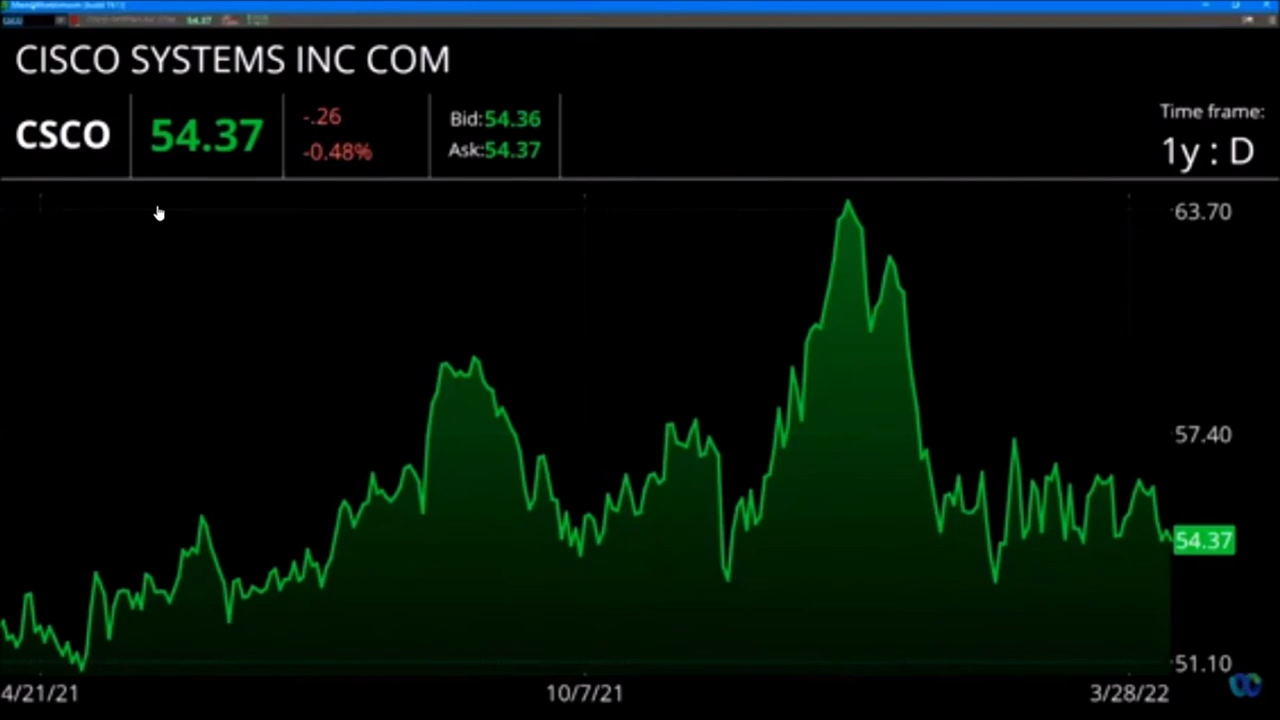 CISCO SYSTEMS INC COM
CSCO
54.37
-.26
-0.48%
Bid:54.36
Ask:54.37
Time frame:
1y : D
63.70
57.40
54.37
51.10
4/21/21
10/7/21
3/28/22